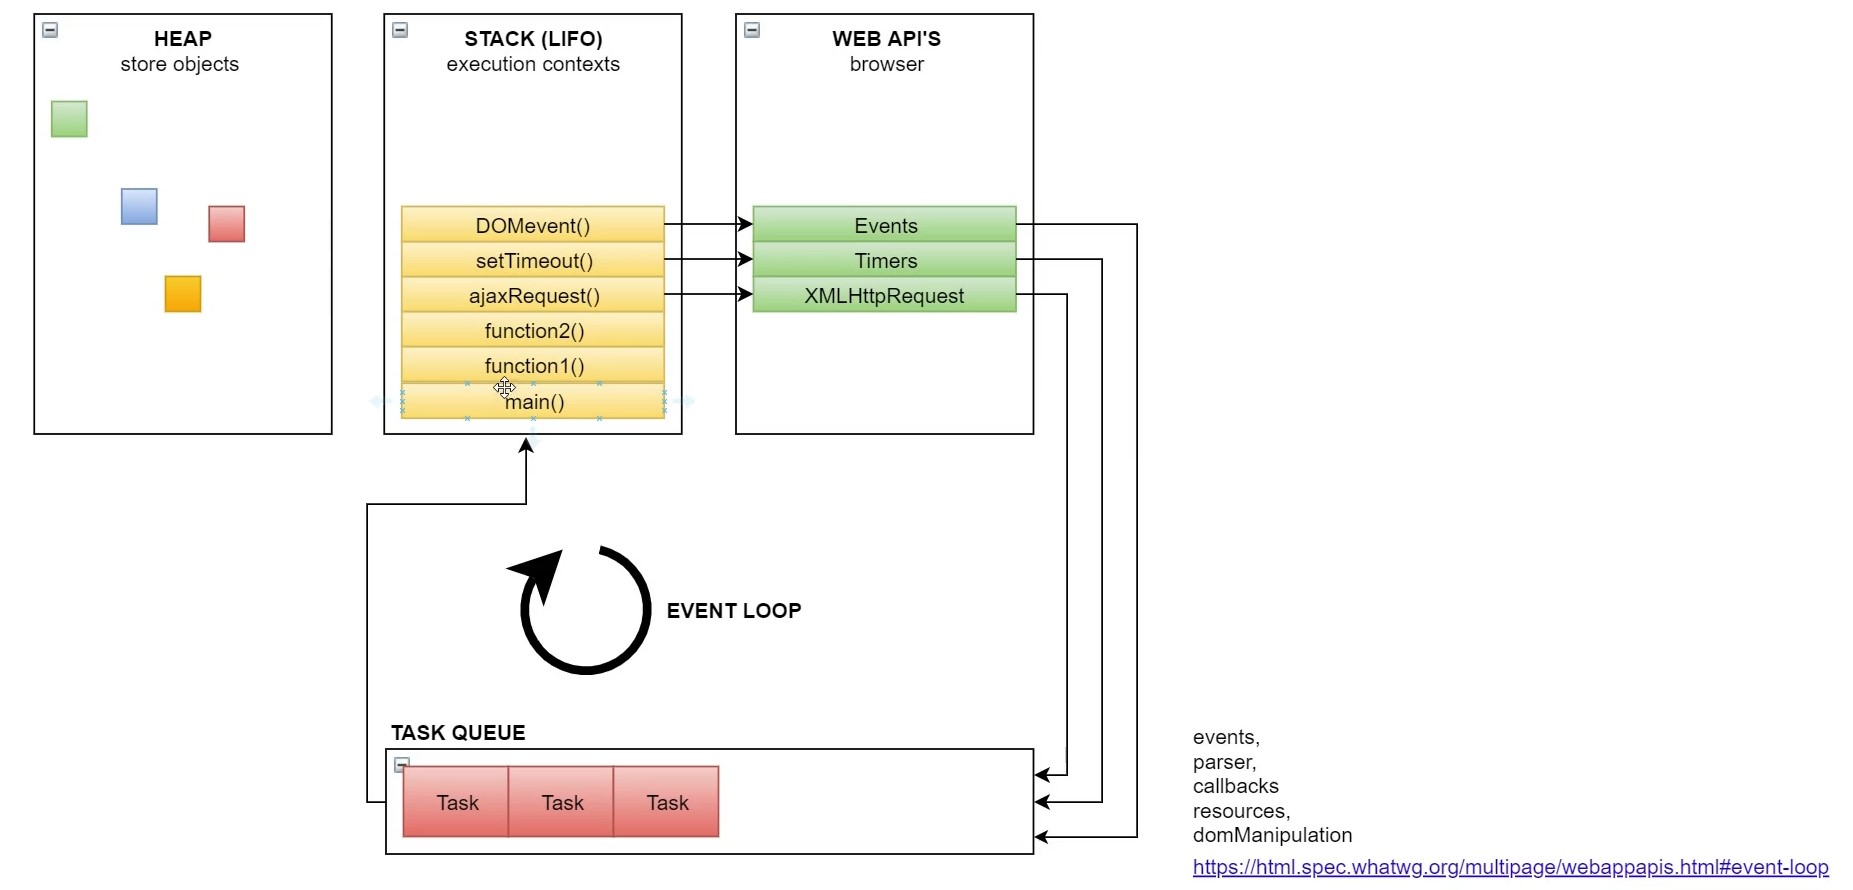 HEAP
store objects
STACK (LIFO)
execution contexts
DOMevent()
setTimeout()
ajaxRequest()
function2()
function1()
main()
WEB API'S
browser
Events
Timers
XMLHttpRequest
EVENT LOOP
TASK QUEUE
Task
Task
Task
events,
parser,
callbacks
resources,
domManipulation
https://html.spec.whatwg.org/multipage/webappapis.html#event-loop